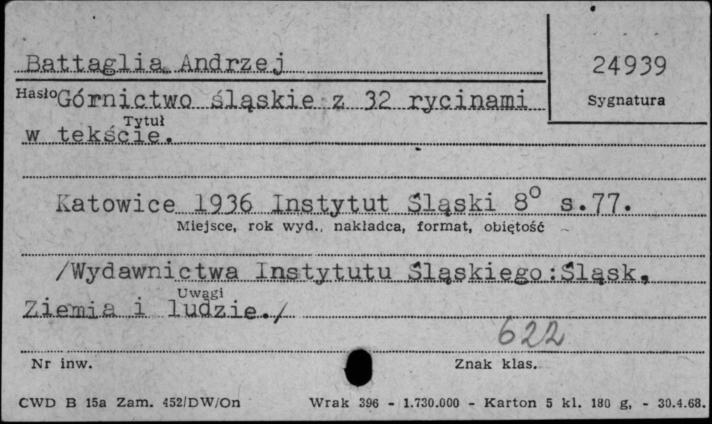 Battaglia Andrzej
24939
Hasło Górnictwo śląskie z 32 rycinami
Sygnatura
Tytuł
w tekście.
Katowice 1936 Instytut Śląski 8° s.77.
Miejsce, rok wyd., nakładca, format, obiętość
/Wydawnictwa Instytutu Śląskiego:Śląsk,
Uwagi
Ziemia i ludzie./
622
Nr inw.
Znak klas.
CWD B 15a Zam. 452/DW/On Wrak 396 - 1.730.000 - Karton 5 kl. 180 g, - 30.4.68.